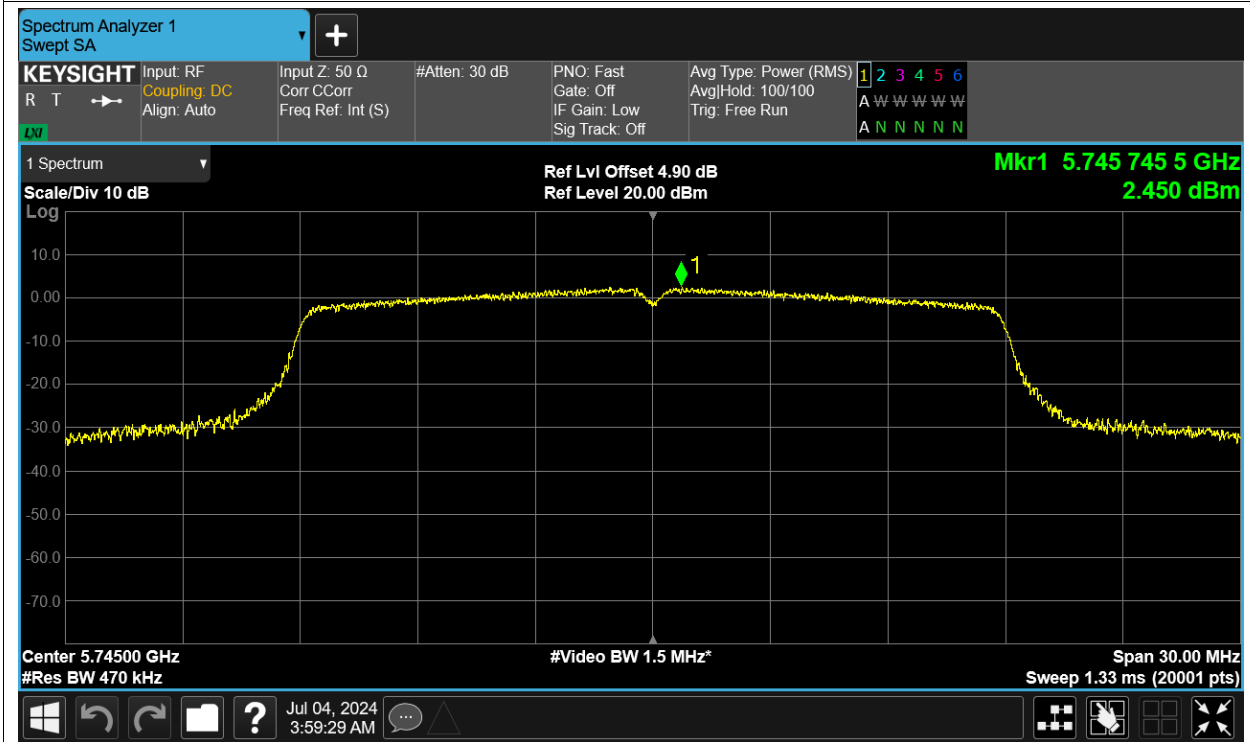 Spectrum Analyzer 1
Swept SA
+
KEYSIGHT
R T
LXI
Input: RF
Coupling: DC
Align: Auto
Input Z: 50 Ω
Corr CCorr
Freq Ref: Int (S)
#Atten: 30 dB
PNO: Fast
Gate: Off
IF Gain: Low
Sig Track: Off
Avg Type: Power (RMS)
Avg|Hold: 100/100
Trig: Free Run
1 2 3 4 5 6
A W W W W W
A N N N N N
1 Spectrum
Scale/Div 10 dB
Log
Ref Lvl Offset 4.90 dB
Ref Level 20.00 dBm
Mkr1 5.745 745 5 GHz
2.450 dBm
1
10.0
0.00
-10.0
-20.0
-30.0
-40.0
-50.0
-60.0
-70.0
Center 5.74500 GHz
#Res BW 470 kHz
#Video BW 1.5 MHz*
Span 30.00 MHz
Sweep 1.33 ms (20001 pts)
?
Jul 04, 2024
3:59:29 AM